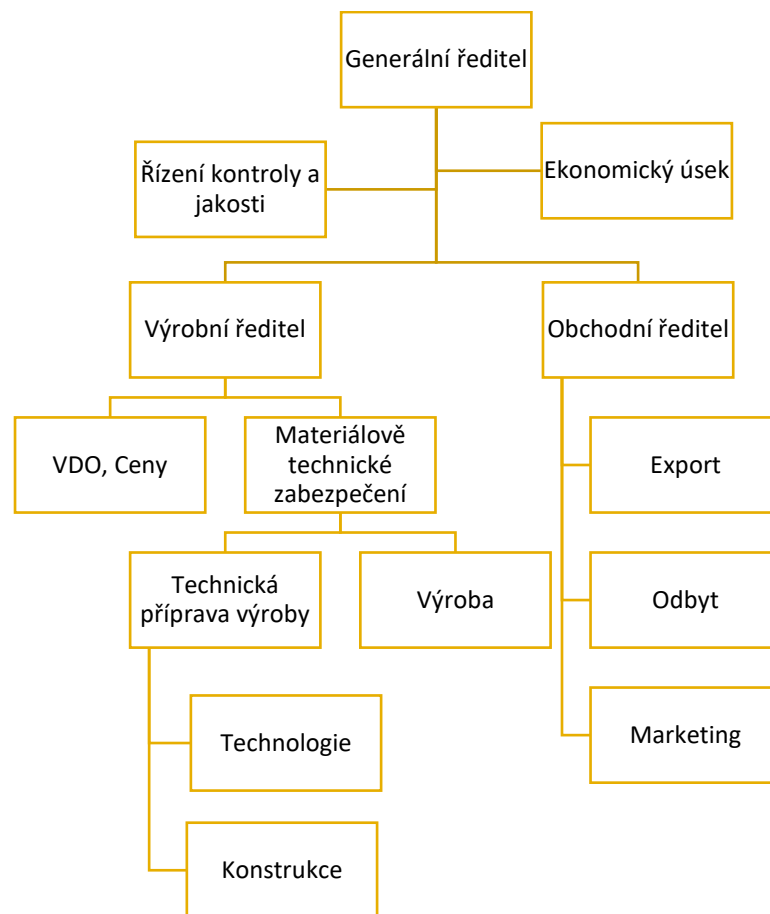 Generální ředitel
Ekonomický úsek
Řízení kontroly a
jakosti
Výrobní ředitel
Obchodní ředitel
VDO, Ceny
Materiálově
technické
zabezpečení
Export
Technická
příprava výroby
Výroba
Odbyt
Technologie
Marketing
Konstrukce